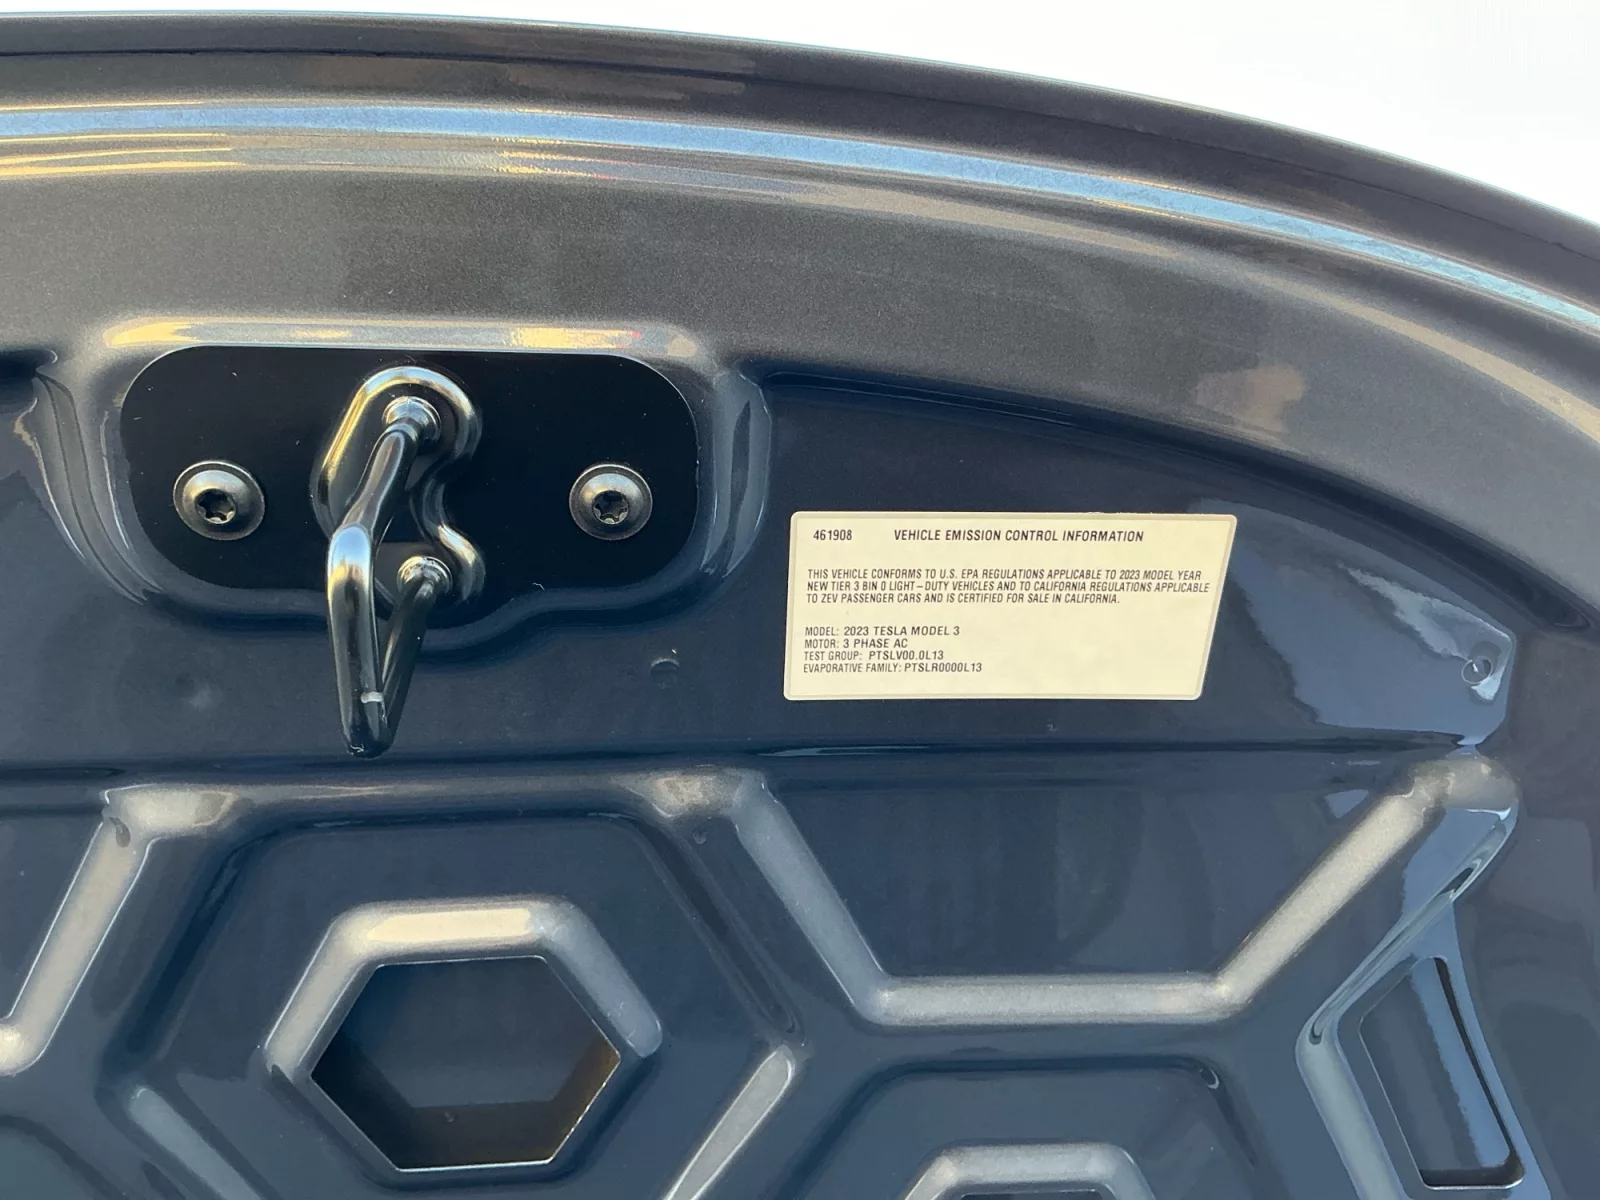 461908 VEHICLE EMISSION CONTROL INFORMATION
THIS VEHICLE CONFORMS TO U.S. EPA REGULATIONS APPLICABLE TO 2023 MODEL YEAR
NEW TIER 3 BIN 0 LIGHT-DUTY VEHICLES AND TO CALIFORNIA REGULATIONS APPLICABLE
TO ZEV PASSENGER CARS AND IS CERTIFIED FOR SALE IN CALIFORNIA.
MODEL: 2023 TESLA MODEL 3
MOTOR: 3 PHASE AC
TEST GROUP: PTSLV00.0L13
EVAPORATIVE FAMILY: PTSLR0000L13